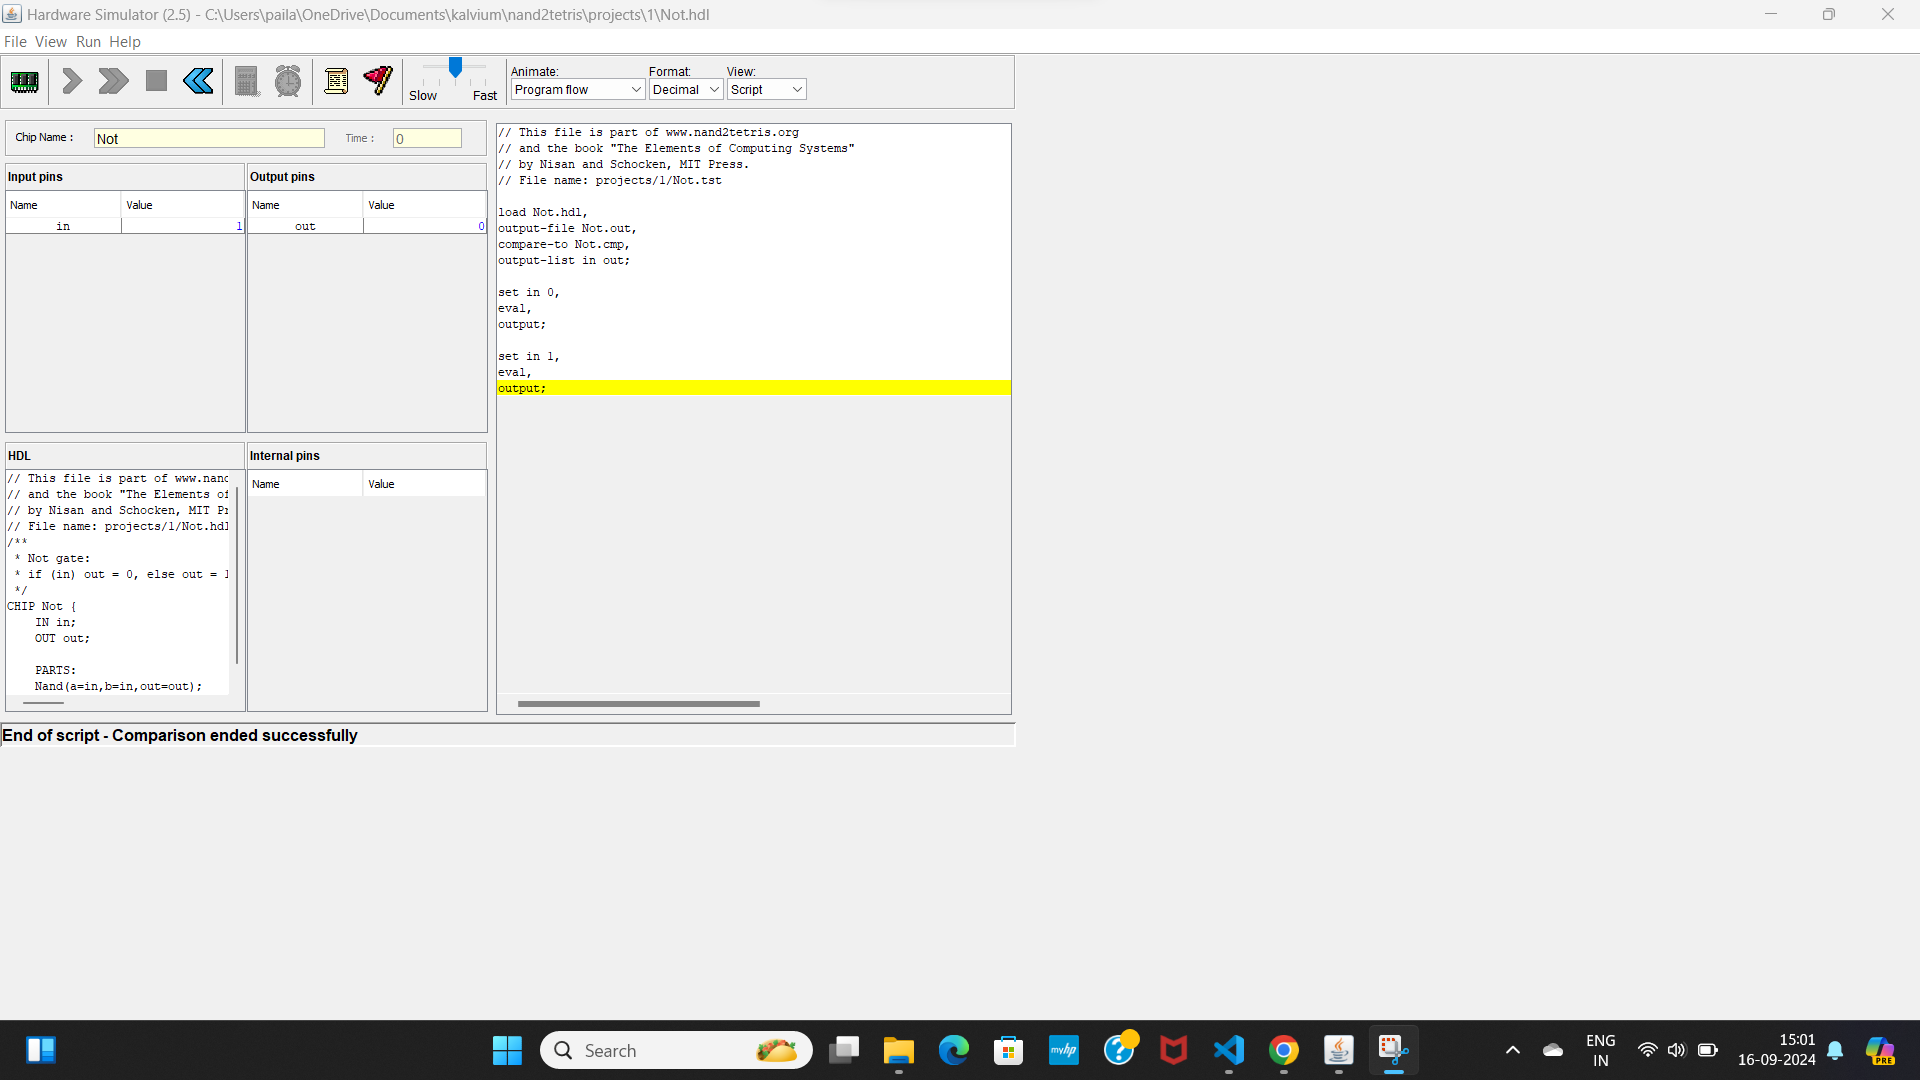 Hardware Simulator (2.5) - C:\Users\paila\OneDrive\Documents\kalvium\nand2tetris\projects\1\Not.hdl
File View Run Help
Slow Fast
Animate: Format: View:
Program flow Decimal Script
Chip Name : Not Time : 0
Input pins
Name Value
in 1
Output pins
Name Value
out 0
HDL
// This file is part of www.nand
// and the book "The Elements of
// by Nisan and Schocken, MIT Pr
// File name: projects/1/Not.hdl
/**
* Not gate:
* if (in) out = 0, else out = 1
*/
CHIP Not {
IN in;
OUT out;
PARTS:
Nand(a=in,b=in,out=out);
Internal pins
Name Value
// This file is part of www.nand2tetris.org
// and the book "The Elements of Computing Systems"
// by Nisan and Schocken, MIT Press.
// File name: projects/1/Not.tst
load Not.hdl,
output-file Not.out,
compare-to Not.cmp,
output-list in out;
set in 0,
eval,
output;
set in 1,
eval,
output;
End of script - Comparison ended successfully
Search
myhp
ENG
IN
15:01
16-09-2024
PRE